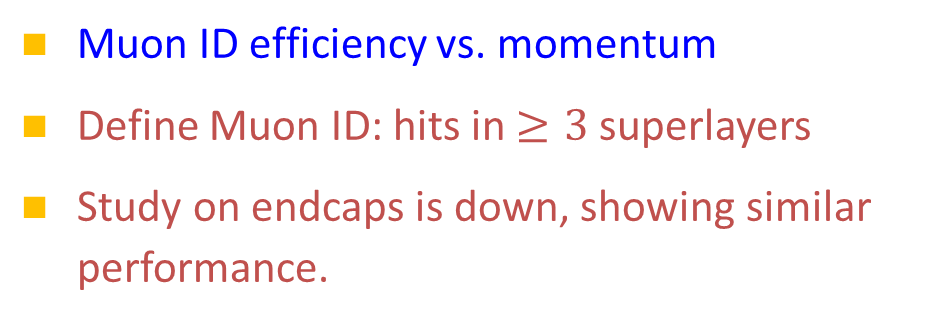 Muon ID efficiency vs. momentum
Define Muon ID: hits in ≥ 3 superlayers
Study on endcaps is down, showing similar
performance.